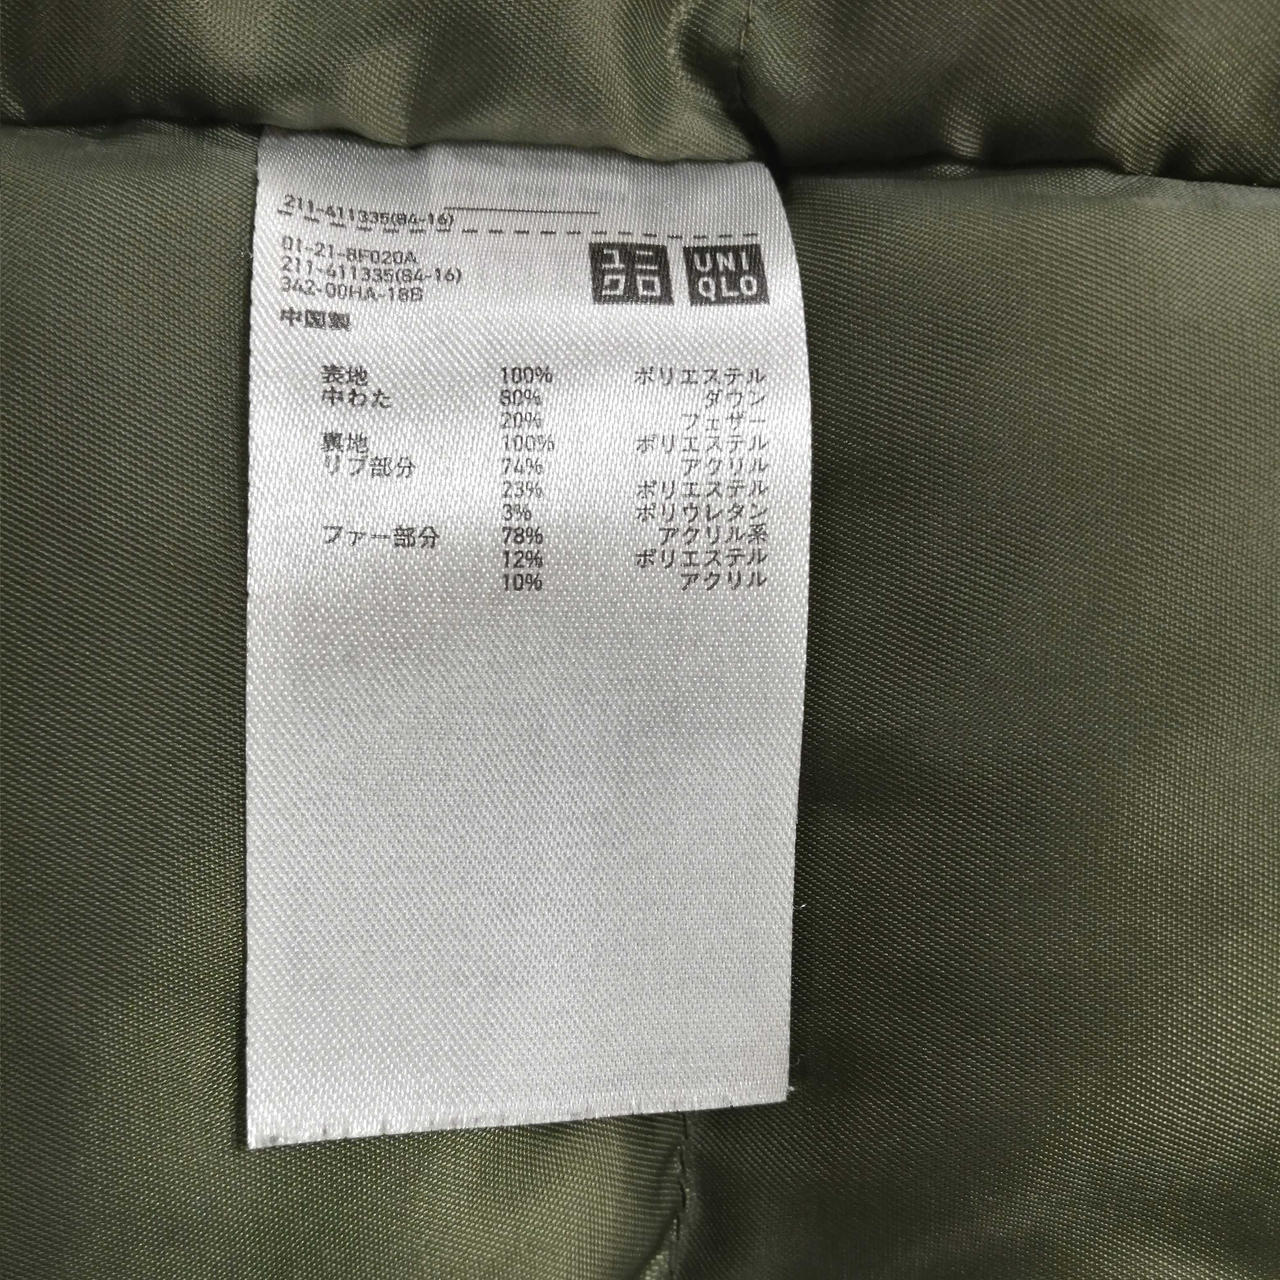 211-411335(84-16)
01-21-8F020A
211-411335(84-16)
342-00HA-18B
ユニ
クロ
UNI
QLO
中国製
表地 100% ポリエステル
中わた 80% ダウン
20% フェザー
裏地 100% ポリエステル
リブ部分 74% アクリル
23% ポリエステル
3% ポリウレタン
ファー部分 78% アクリル系
12% ポリエステル
10% アクリル